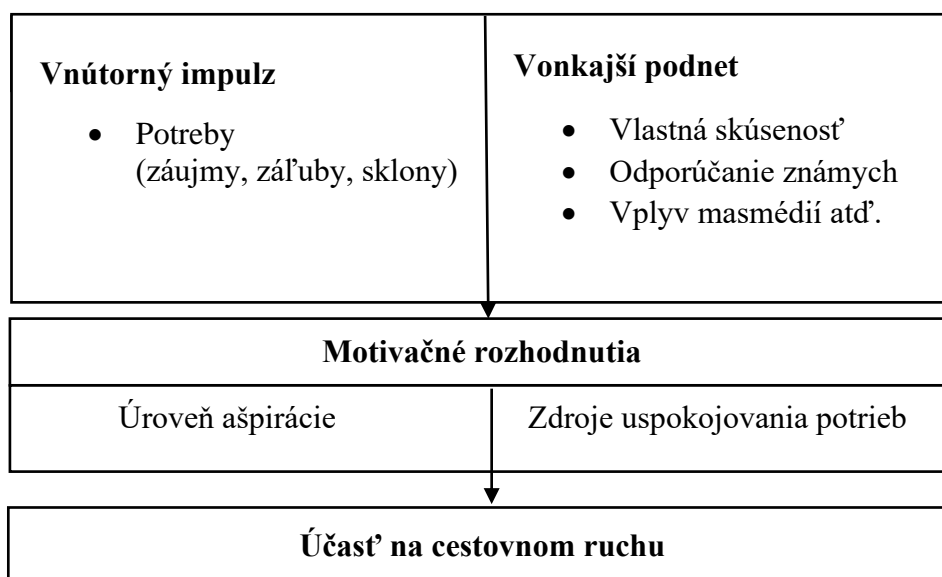 Vnútorný impulz
• Potreby
(záujmy, záľuby, sklony)
Vonkajší podnet
• Vlastná skúsenosť
• Odporúčanie známych
• Vplyv masmédií atď.
Motivačné rozhodnutia
Úroveň ašpirácie
Zdroje uspokojovania potrieb
Účasť na cestovnom ruchu